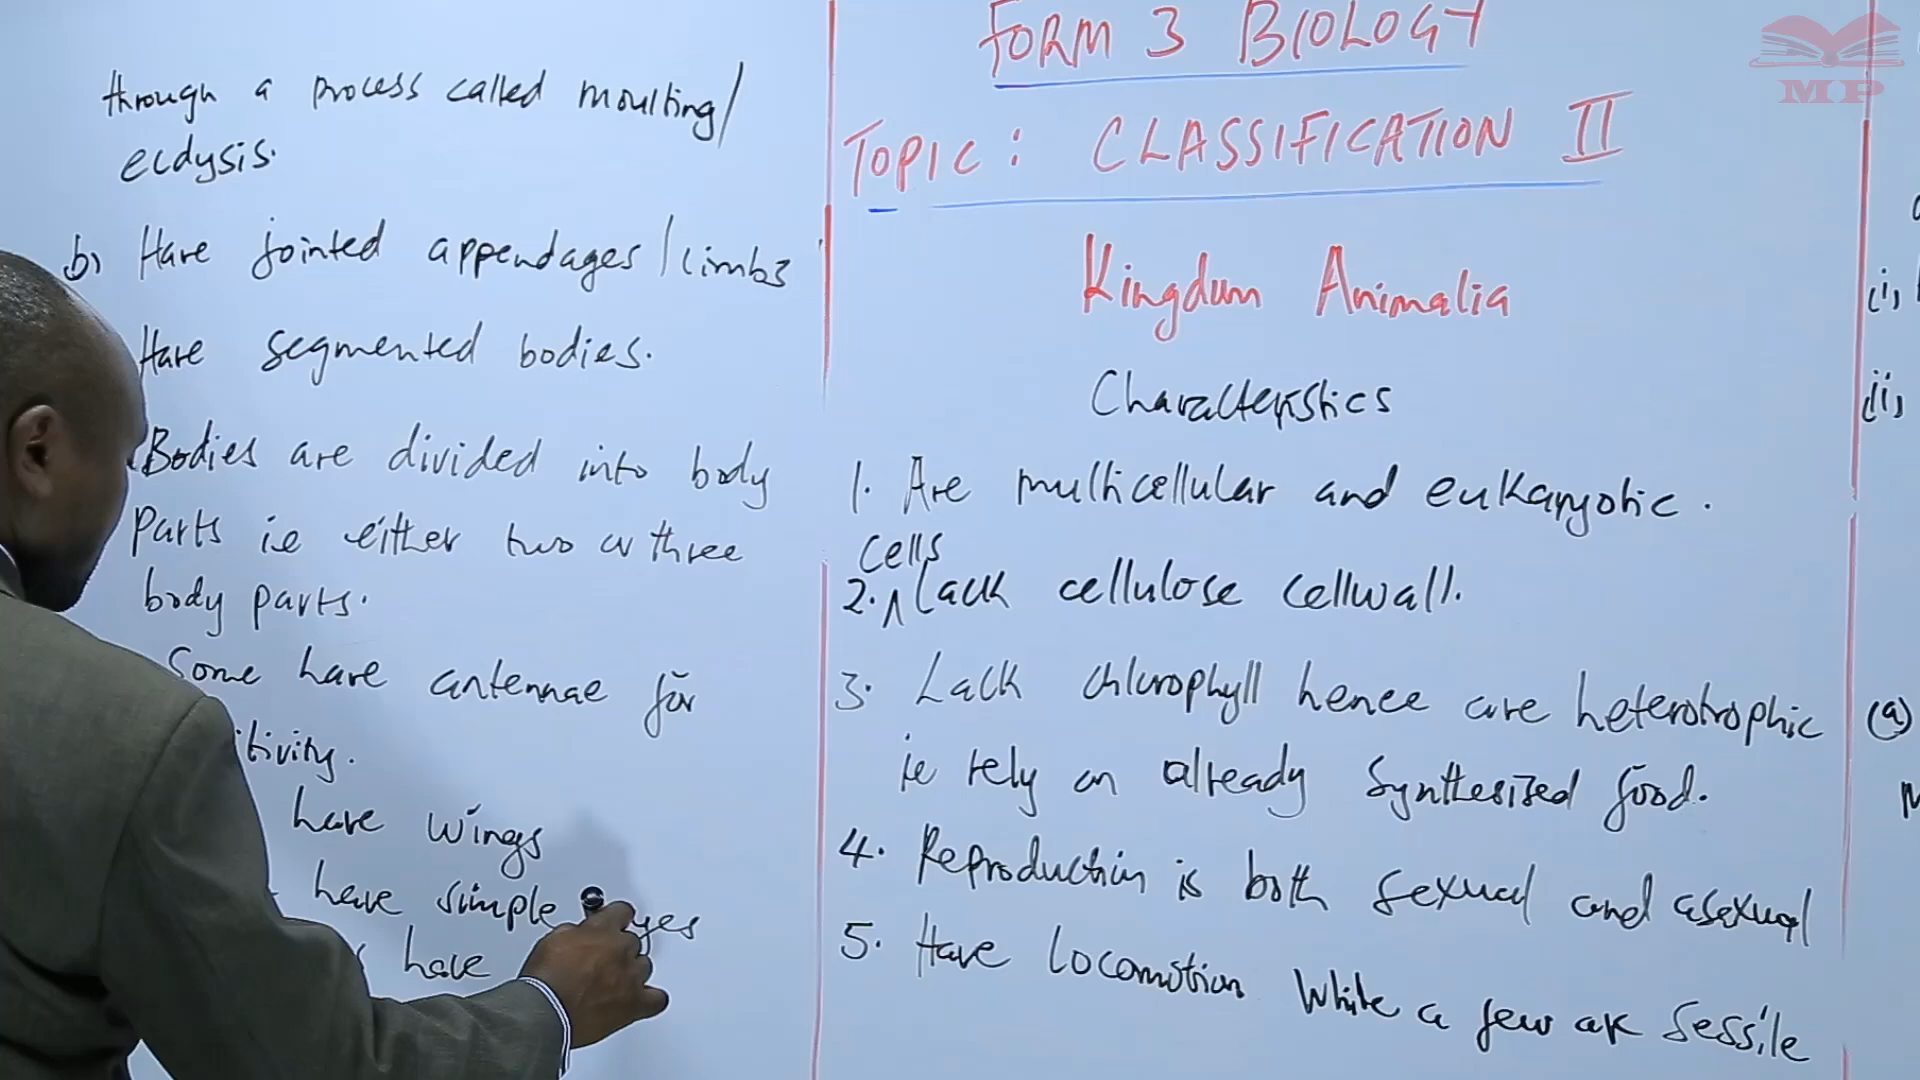 through a process called moulting/
ecdysis.
b) Have jointed appendages/limbs
Have segmented bodies.
Bodies are divided into body
parts ie either two or three
body parts.
Some have antennae for
itivity.
have wings
have simple eyes
have
FORM 3 BIOLOGY
TOPIC: CLASSIFICATION II
Kingdom Animalia
Characteristics
1. Are multicellular and eukaryotic.
cells
2. ^ Lack cellulose cellwall.
3. Lack chlorophyll hence are heterotrophic
ie rely on already synthesized food.
4. Reproduction is both sexual and asexual
5. Have locomotion While a few are sessile
(i)
(ii)
(a)
MP